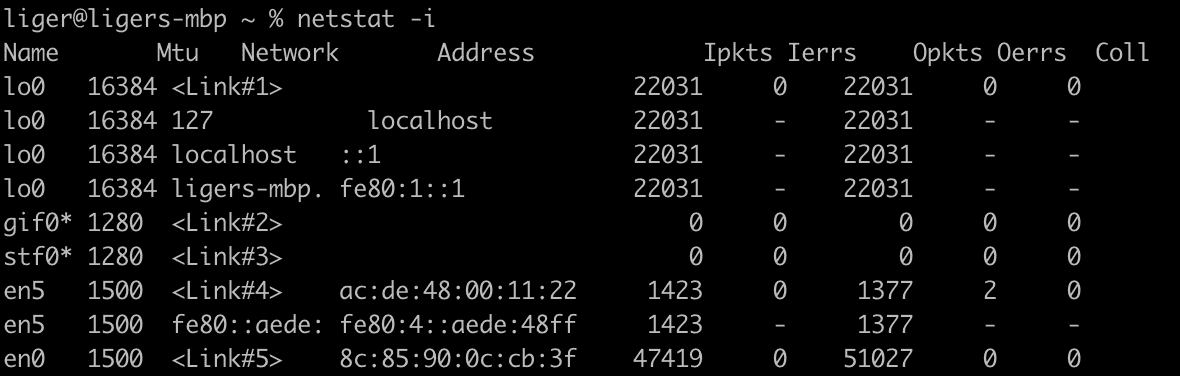 liger@ligers-mbp ~ % netstat -i
Name       Mtu   Network       Address            Ipkts Ierrs    Opkts Oerrs  Coll
lo0   16384 <Link#1>                         22031     0    22031     0     0
lo0   16384 127           localhost          22031     -    22031     -     -
lo0   16384 localhost   ::1                  22031     -    22031     -     -
lo0   16384 ligers-mbp. fe80:1::1            22031     -    22031     -     -
gif0* 1280  <Link#2>                             0     0        0     0     0
stf0* 1280  <Link#3>                             0     0        0     0     0
en5   1500  <Link#4>    ac:de:48:00:11:22     1423     0     1377     2     0
en5   1500  fe80::aede: fe80:4::aede:48ff     1423     -     1377     -     -
en0   1500  <Link#5>    8c:85:90:0c:cb:3f    47419     0    51027     0     0